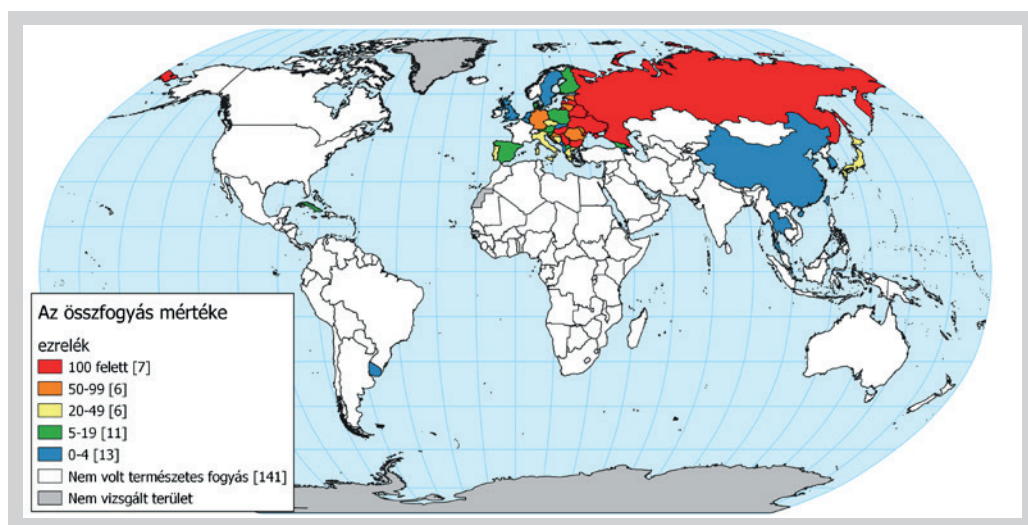 Az összfogyás mértéke
ezrelék
100 felett [7]
50-99 [6]
20-49 [6]
5-19 [11]
0-4 [13]
Nem volt természetes fogyás [141]
Nem vizsgált terület